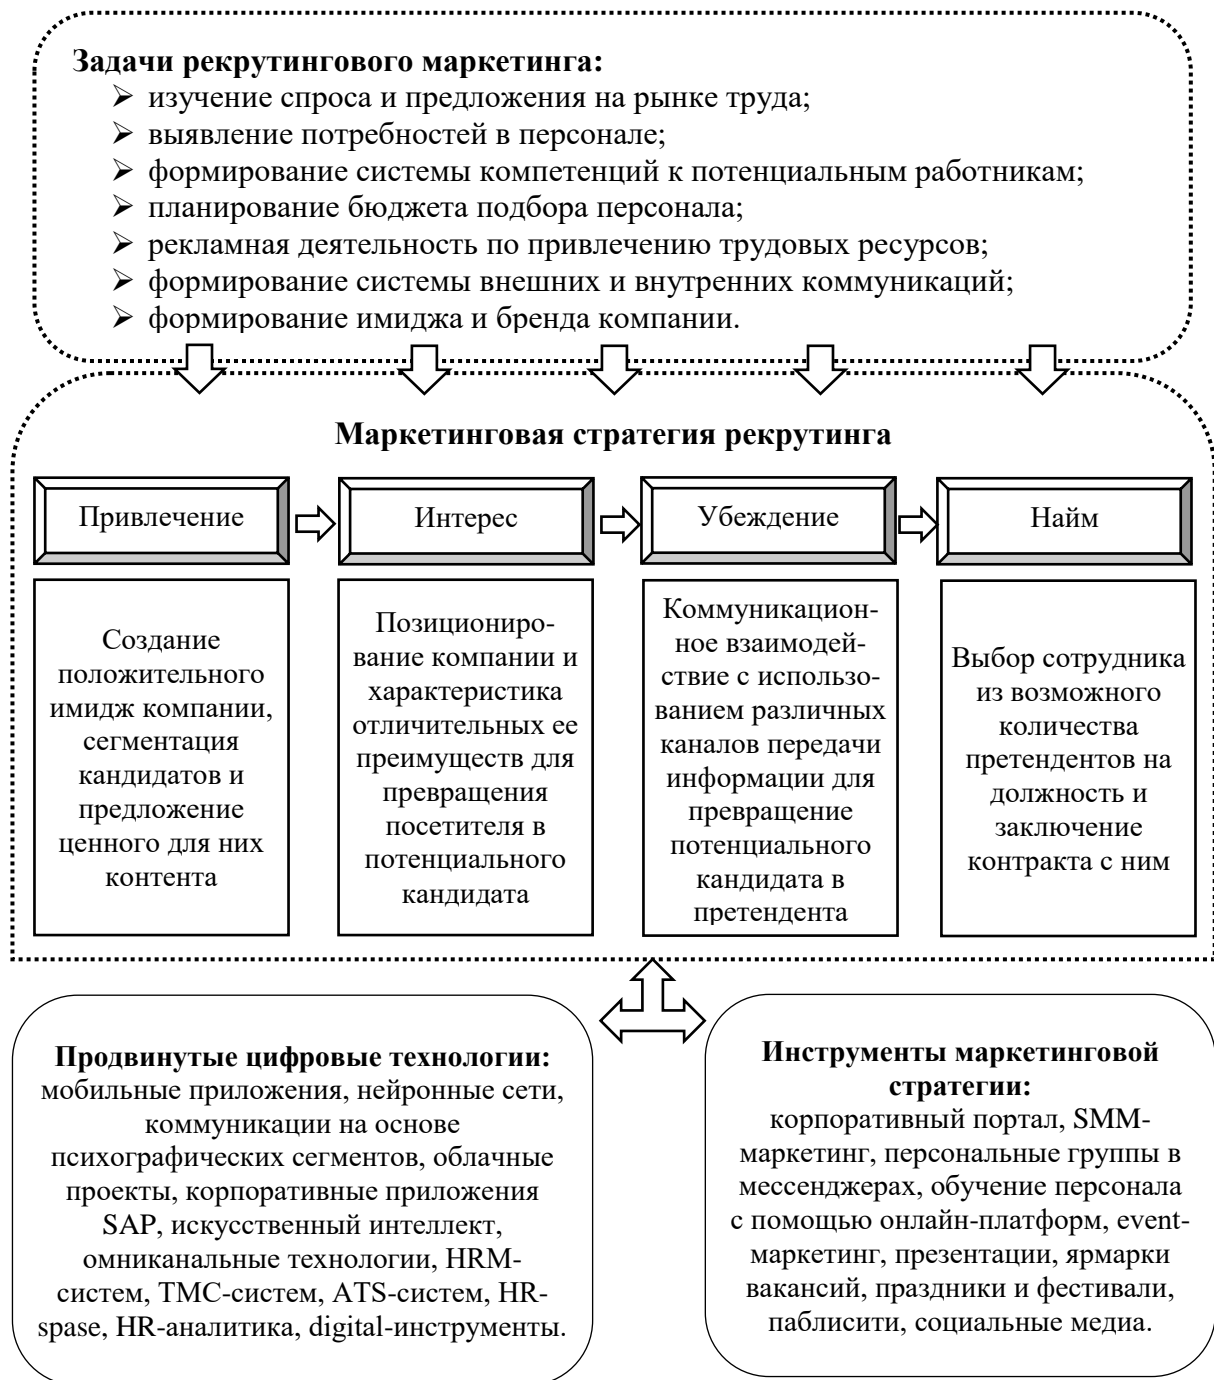 Задачи рекрутингового маркетинга:
➢ изучение спроса и предложения на рынке труда;
➢ выявление потребностей в персонале;
➢ формирование системы компетенций к потенциальным работникам;
➢ планирование бюджета подбора персонала;
➢ рекламная деятельность по привлечению трудовых ресурсов;
➢ формирование системы внешних и внутренних коммуникаций;
➢ формирование имиджа и бренда компании.
Маркетинговая стратегия рекрутинга
Привлечение
Интерес
Убеждение
Найм
Создание
положительного
имидж компании,
сегментация
кандидатов и
предложение
ценного для них
контента
Позициониро-
вание компании и
характеристика
отличительных ее
преимуществ для
превращения
посетителя в
потенциального
кандидата
Коммуникацион-
ное взаимодей-
ствие с использо-
ванием различных
каналов передачи
информации для
превращение
потенциального
кандидата в
претендента
Выбор сотрудника
из возможного
количества
претендентов на
должность и
заключение
контракта с ним
Продвинутые цифровые технологии:
мобильные приложения, нейронные сети,
коммуникации на основе
психографических сегментов, облачные
проекты, корпоративные приложения
SAP, искусственный интеллект,
омниканальные технологии, HRM-
систем, TMC-систем, ATS-систем, HR-
spase, HR-аналитика, digital-инструменты.
Инструменты маркетинговой
стратегии:
корпоративный портал, SMM-
маркетинг, персональные группы в
мессенджерах, обучение персонала
с помощью онлайн-платформ, event-
маркетинг, презентации, ярмарки
вакансий, праздники и фестивали,
паблисити, социальные медиа.